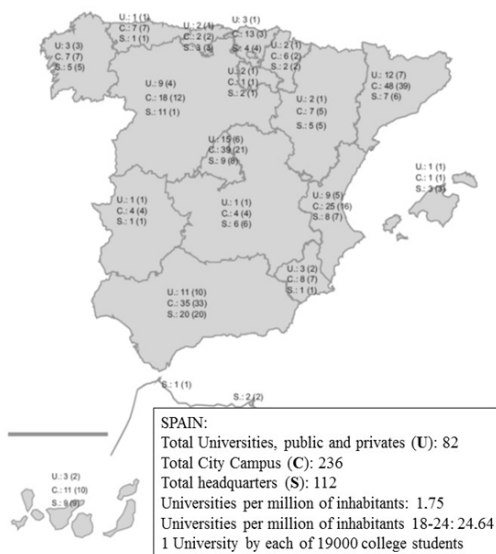 U.: 1 (1)
C.: 7 (7)
S.: 1 (1)
U.: 2 (1)
C.: 2 (2)
S.: 3 (3)
U.: 3 (1)
C.: 13 (3)
S.: 4 (4)
U.: 3 (3)
C.: 7 (7)
S.: 5 (5)
U.: 2 (1)
C.: 6 (2)
S.: 2 (2)
U.: 2 (1)
C.: 1 (1)
S.: 2 (1)
U.: 9 (4)
C.: 18 (12)
S.: 11 (1)
U.: 2 (1)
C.: 7 (5)
S.: 5 (5)
U.: 12 (7)
C.: 48 (39)
S.: 7 (6)
U.: 15 (6)
C.: 39 (21)
S.: 9 (8)
U.: 1 (1)
C.: 1 (1)
S.: 3 (3)
U.: 1 (1)
C.: 4 (4)
S.: 1 (1)
U.: 1 (1)
C.: 4 (4)
S.: 6 (6)
U.: 9 (5)
C.: 25 (16)
S.: 8 (7)
U.: 3 (2)
C.: 8 (7)
S.: 1 (1)
U.: 11 (10)
C.: 35 (33)
S.: 20 (20)
S.: 1 (1)
S.: 2 (2)
U.: 3 (2)
C.: 11 (10)
S.: 9 (9)
SPAIN:
Total Universities, public and privates (U): 82
Total City Campus (C): 236
Total headquarters (S): 112
Universities per million of inhabitants: 1.75
Universities per million of inhabitants 18-24: 24.64
1 University by each of 19000 college students